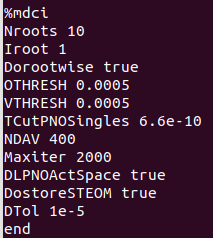 %mdci
Nroots 10
Iroot 1
Dorootwise true
OTHRESH 0.0005
VTHRESH 0.0005
TCutPNOSingles 6.6e-10
NDAV 400
Maxiter 2000
DLPNOActSpace true
DostoreSTEOM true
DTol 1e-5
end